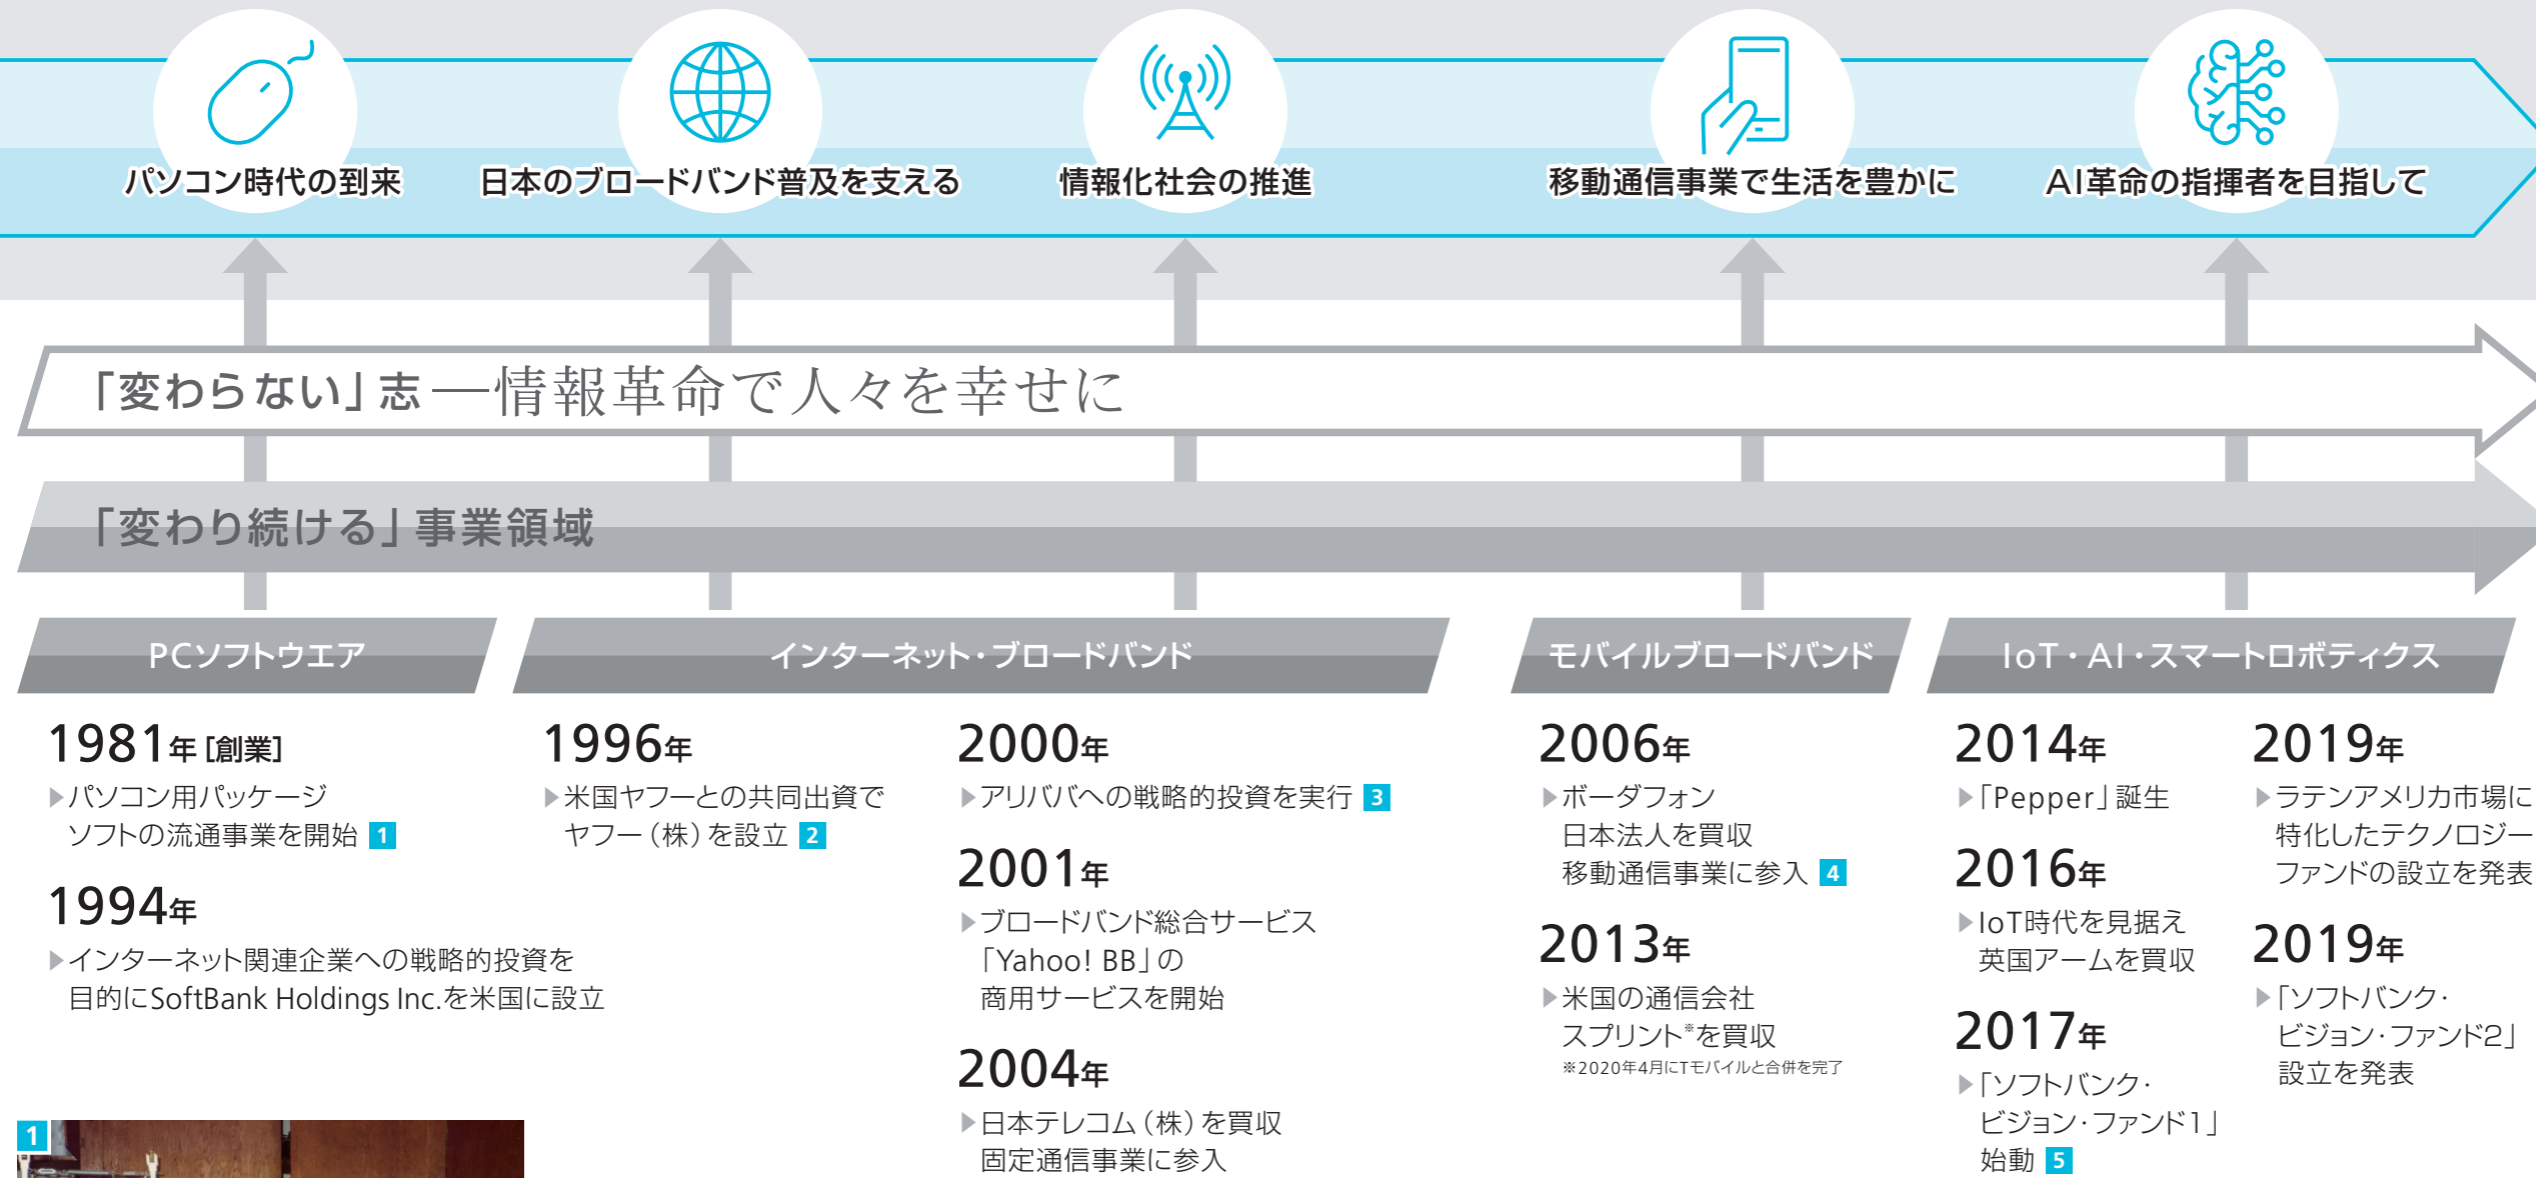 パソコン時代の到来
日本のブロードバンド普及を支える
情報化社会の推進
移動通信事業で生活を豊かに
AI革命の指揮者を目指して
「変わらない」志―情報革命で人々を幸せに
「変わり続ける」事業領域
PCソフトウエア
1981年[創業]
▶パソコン用パッケージ
ソフトの流通事業を開始 1
1994年
▶インターネット関連企業への戦略的投資を
目的にSoftBank Holdings Inc.を米国に設立
インターネット・ブロードバンド
1996年
▶米国ヤフーとの共同出資で
ヤフー(株)を設立 2
2000年
▶アリババへの戦略的投資を実行 3
2001年
▶ブロードバンド総合サービス
「Yahoo! BB」の
商用サービスを開始
2004年
▶日本テレコム(株)を買収
固定通信事業に参入
モバイルブロードバンド
2006年
▶ボーダフォン
日本法人を買収
移動通信事業に参入 4
2013年
▶米国の通信会社
スプリント※を買収
※2020年4月にTモバイルと合併を完了
IoT・AI・スマートロボティクス
2014年
▶「Pepper」誕生
2016年
▶IoT時代を見据え
英国アームを買収
2017年
▶「ソフトバンク・
ビジョン・ファンド1」
始動 5
2019年
▶ラテンアメリカ市場に
特化したテクノロジー
ファンドの設立を発表
2019年
▶「ソフトバンク・
ビジョン・ファンド2」
設立を発表
1